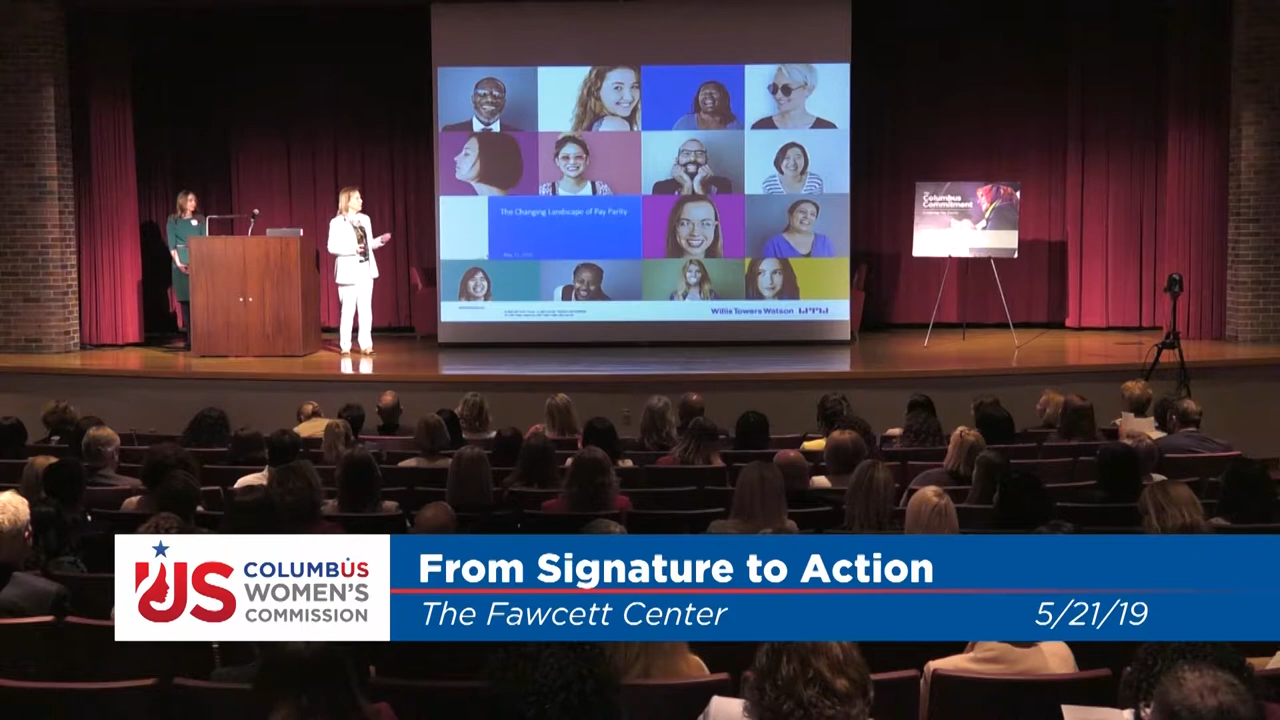 The Changing Landscape of Pay Parity
Willis Towers Watson
The
Columbus
Commitment
US
COLUMBUS
WOMEN'S
COMMISSION
From Signature to Action
The Fawcett Center
5/21/19